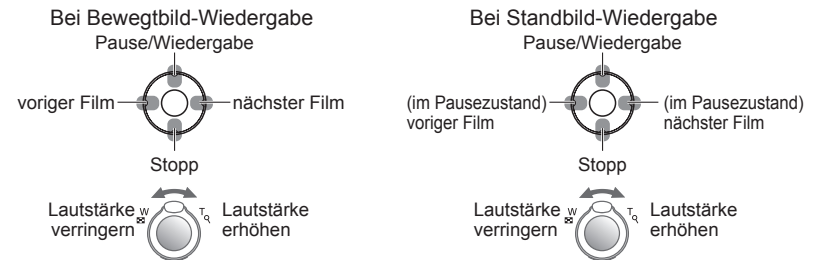 Bei Bewegtbild-Wiedergabe
Pause/Wiedergabe
voriger Film
nächster Film
Stopp
Lautstärke
verringern
W
T
Lautstärke
erhöhen
Bei Standbild-Wiedergabe
Pause/Wiedergabe
(im Pausezustand)
voriger Film
(im Pausezustand)
nächster Film
Stopp
Lautstärke
verringern
W
T
Lautstärke
erhöhen